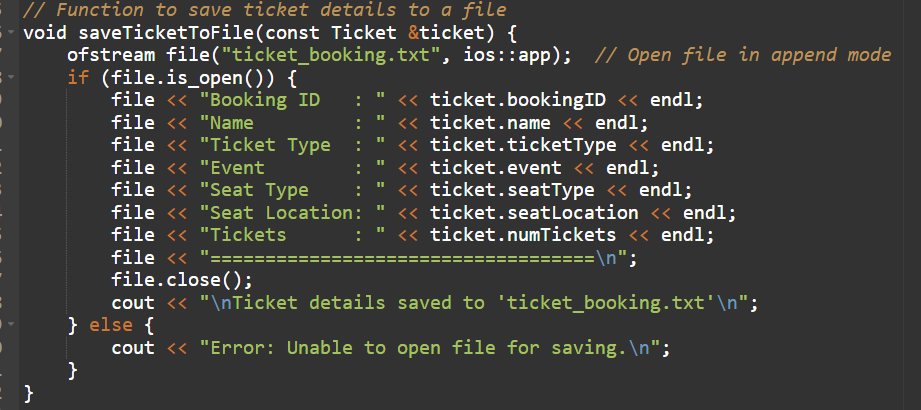 // Function to save ticket details to a file
void saveTicketToFile(const Ticket &ticket) {
    ofstream file("ticket_booking.txt", ios::app);  // Open file in append mode
    if (file.is_open()) {
        file << "Booking ID   : " << ticket.bookingID << endl;
        file << "Name         : " << ticket.name << endl;
        file << "Ticket Type  : " << ticket.ticketType << endl;
        file << "Event        : " << ticket.event << endl;
        file << "Seat Type    : " << ticket.seatType << endl;
        file << "Seat Location: " << ticket.seatLocation << endl;
        file << "Tickets      : " << ticket.numTickets << endl;
        file << "===================================\n";
        file.close();
        cout << "\nTicket details saved to 'ticket_booking.txt'\n";
    } else {
        cout << "Error: Unable to open file for saving.\n";
    }
}